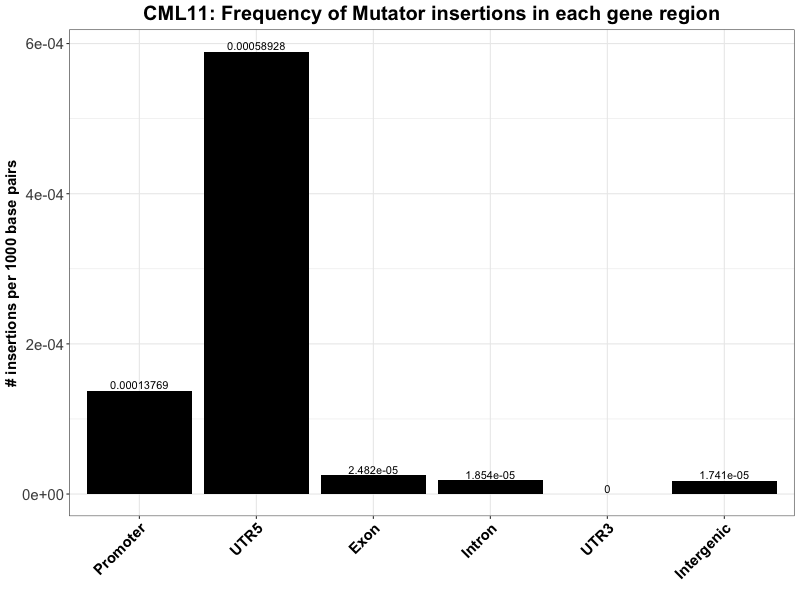 CML11: Frequency of Mutator insertions in each gene region
# insertions per 1000 base pairs
6e-04
4e-04
2e-04
0e+00
0.00013769
0.00058928
2.482e-05
1.854e-05
0
1.741e-05
Promoter
UTR5
Exon
Intron
UTR3
Intergenic